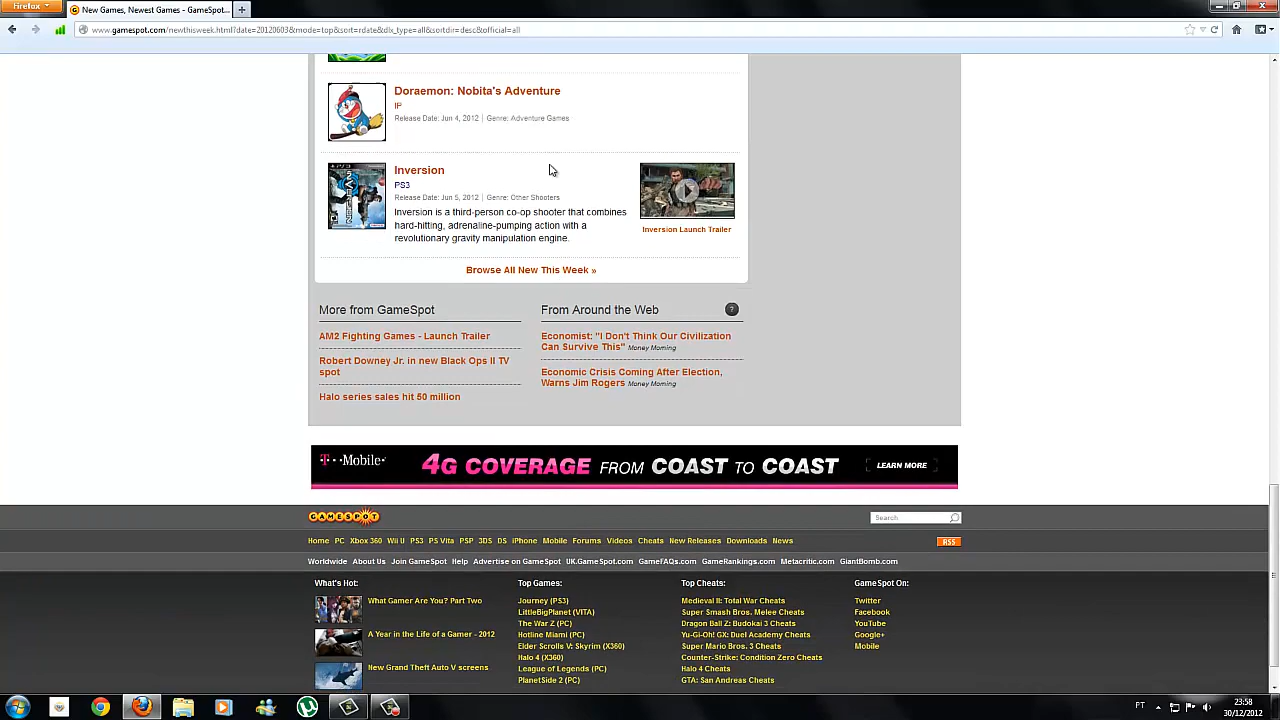 Firefox
New Games, Newest Games - GameSpot...
www.gamespot.com/newthisweek.html?date=20120603&mode=top&sort=rdate&dlx_type=all&sortdir=desc&official=all
Doraemon: Nobita's Adventure
IP
Release Date: Jun 4, 2012 | Genre: Adventure Games
Inversion
PS3
Release Date: Jun 5, 2012 | Genre: Other Shooters
Inversion is a third-person co-op shooter that combines
hard-hitting, adrenaline-pumping action with a
revolutionary gravity manipulation engine.
Inversion Launch Trailer
Browse All New This Week »
More from GameSpot
AM2 Fighting Games - Launch Trailer
Robert Downey Jr. in new Black Ops II TV
spot
Halo series sales hit 50 million
From Around the Web
?
Economist: "I Don't Think Our Civilization
Can Survive This" Money Morning
Economic Crisis Coming After Election,
Warns Jim Rogers Money Morning
T··Mobile·
4G COVERAGE FROM COAST TO COAST
LEARN MORE
GAMESPOT
Search
Home PC Xbox 360 Wii U PS3 PS Vita PSP 3DS DS iPhone Mobile Forums Videos Cheats New Releases Downloads News
RSS
Worldwide About Us Join GameSpot Help Advertise on GameSpot UK.GameSpot.com GameFAQs.com GameRankings.com Metacritic.com GiantBomb.com
What's Hot:
What Gamer Are You? Part Two
A Year in the Life of a Gamer - 2012
New Grand Theft Auto V screens
Top Games:
Journey (PS3)
LittleBigPlanet (VITA)
The War Z (PC)
Hotline Miami (PC)
Elder Scrolls V: Skyrim (X360)
Halo 4 (X360)
League of Legends (PC)
PlanetSide 2 (PC)
Top Cheats:
Medieval II: Total War Cheats
Super Smash Bros. Melee Cheats
Dragon Ball Z: Budokai 3 Cheats
Yu-Gi-Oh! GX: Duel Academy Cheats
Super Mario Bros. 3 Cheats
Counter-Strike: Condition Zero Cheats
Halo 4 Cheats
GTA: San Andreas Cheats
GameSpot On:
Twitter
Facebook
YouTube
Google+
Mobile
PT
23:58
30/12/2012